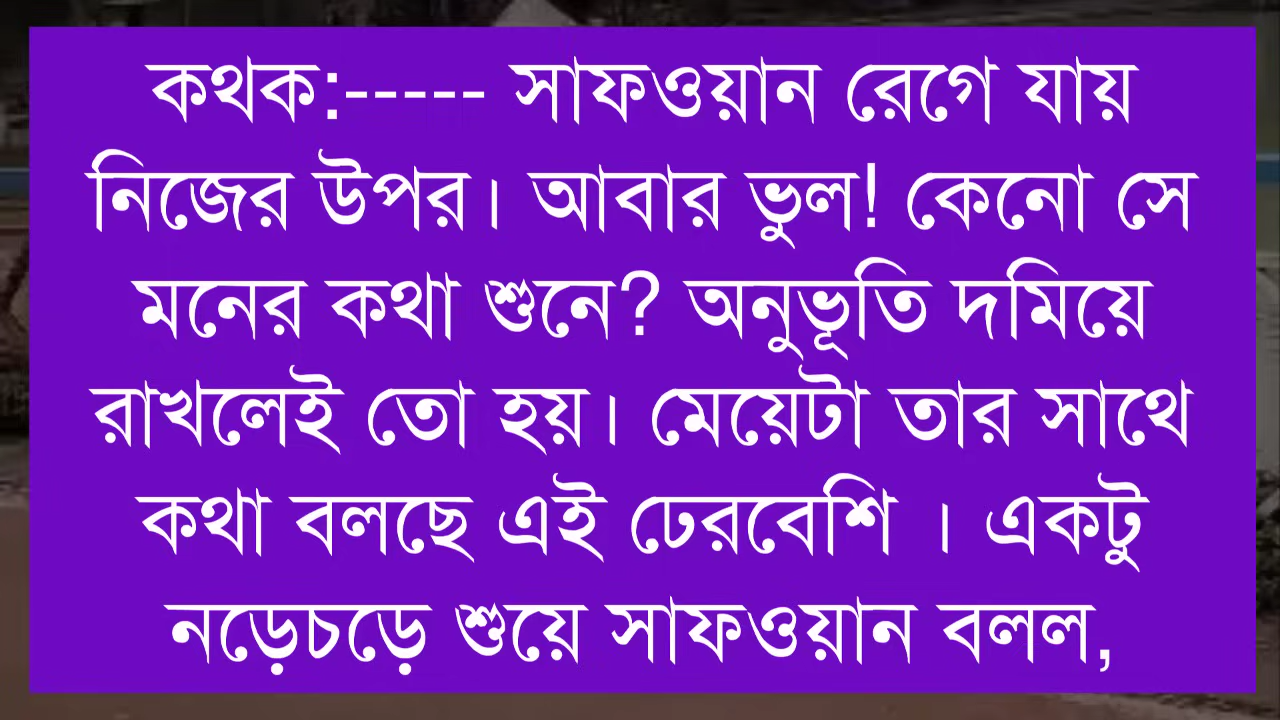 কথক:----- সাফওয়ান রেগে যায়
নিজের উপর। আবার ভুল! কেনো সে
মনের কথা শুনে? অনুভূতি দমিয়ে
রাখলেই তো হয়। মেয়েটা তার সাথে
কথা বলছে এই ঢেরবেশি । একটু
নড়েচড়ে শুয়ে সাফওয়ান বলল,